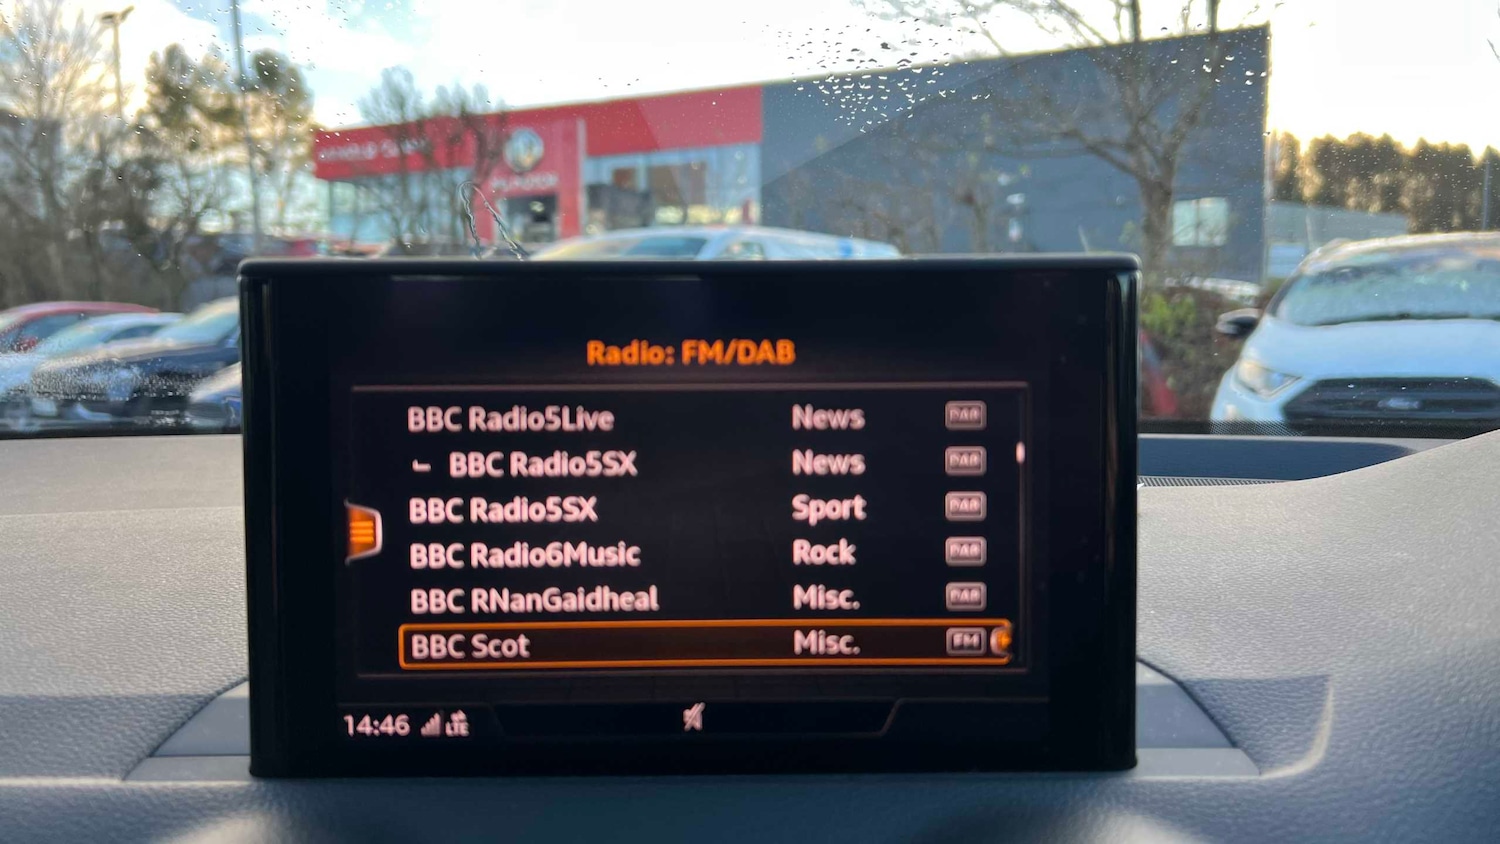 Radio: FM/DAB
BBC Radio5Live News DAB
BBC Radio5SX News DAB
BBC Radio5SX Sport DAB
BBC Radio6Music Rock DAB
BBC RNanGaidheal Misc. DAB
BBC Scot Misc. FM
14:46 LTE